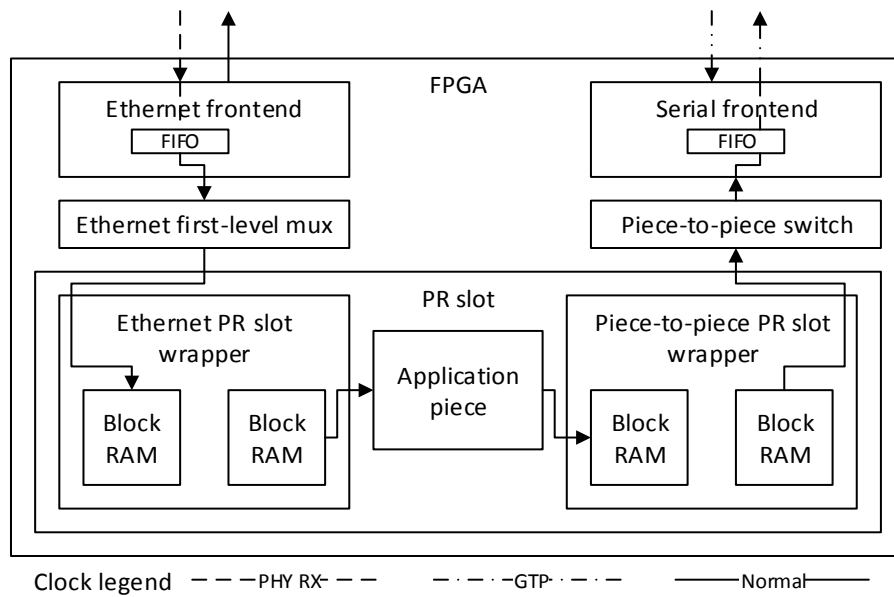 FPGA
Ethernet frontend
FIFO
Serial frontend
FIFO
Ethernet first-level mux
Piece-to-piece switch
PR slot
Ethernet PR slot
wrapper
Block
RAM
Block
RAM
Application
piece
Piece-to-piece PR slot
wrapper
Block
RAM
Block
RAM
Clock legend
PHY RX
GTP
Normal